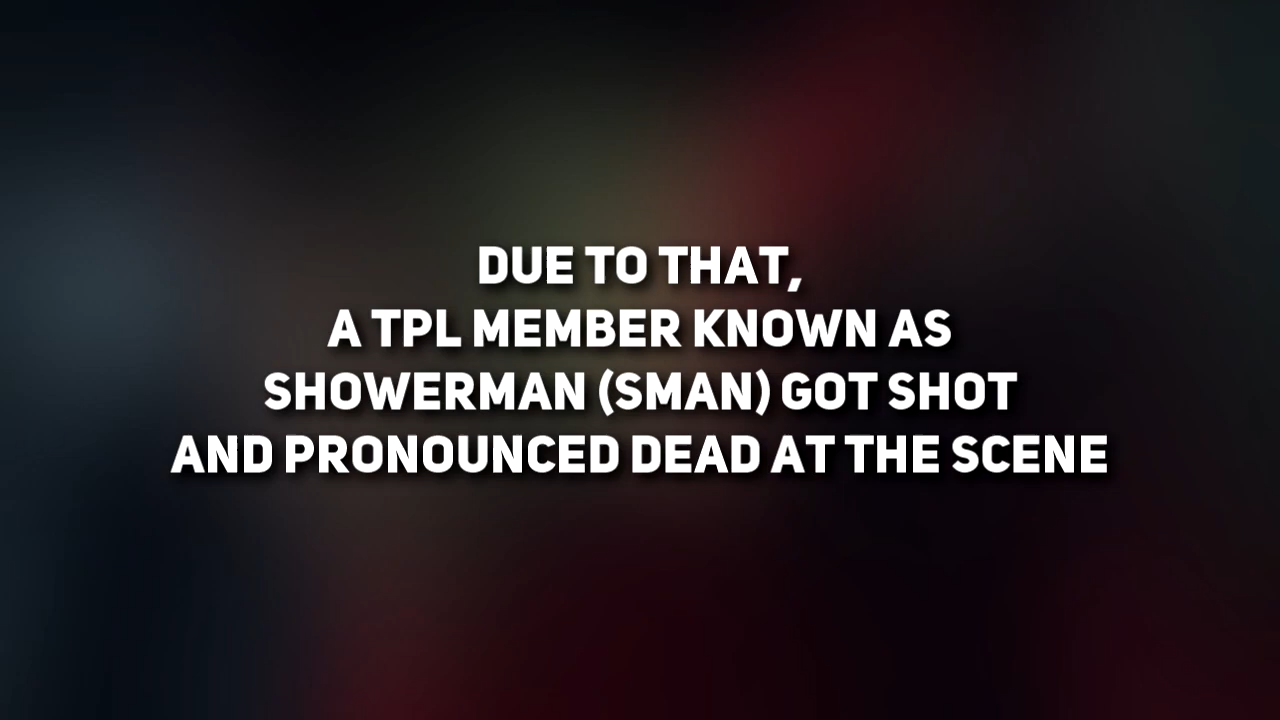 DUE TO THAT,
A TPL MEMBER KNOWN AS
SHOWERMAN (SMAN) GOT SHOT
AND PRONOUNCED DEAD AT THE SCENE